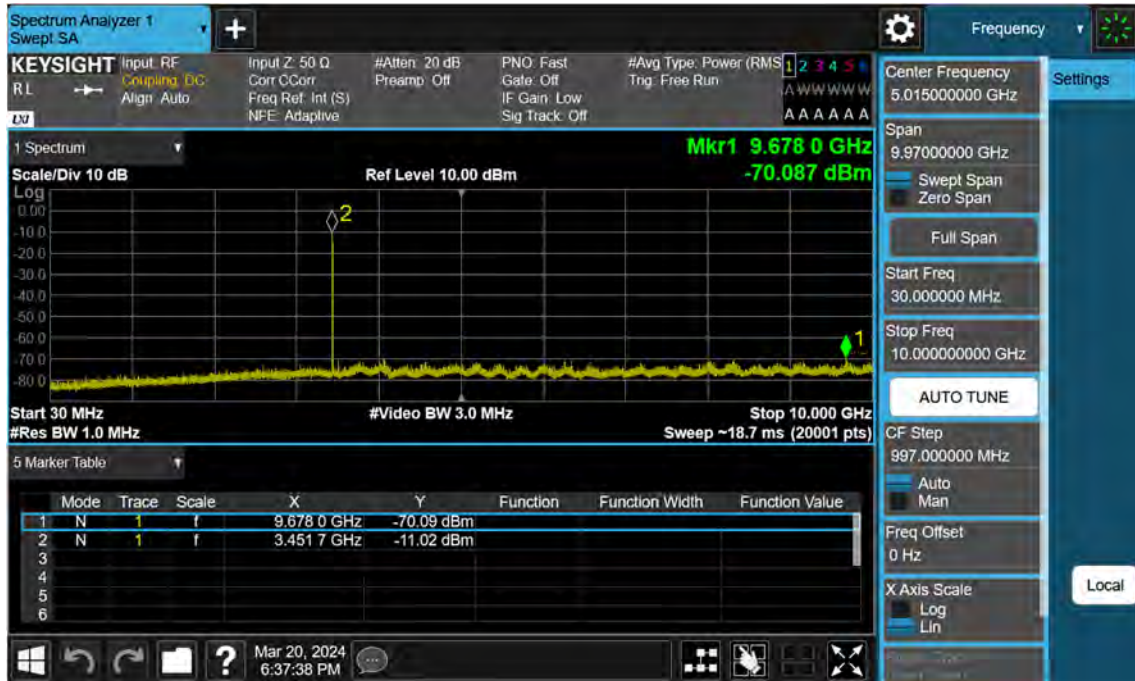 Spectrum Analyzer 1
Swept SA
Frequency
KEYSIGHT
Input: RF
Input Z: 50 Ω
#Atten: 20 dB
PNO: Fast
#Avg Type: Power (RMS
1 2 3 4 5 6
RL
Coupling: DC
Corr CCorr
Preamp: Off
Gate: Off
Trig: Free Run
A W W W W W
Align: Auto
Freq Ref: Int (S)
IF Gain: Low
LXI
NFE: Adaptive
Sig Track: Off
A A A A A A
Center Frequency
5.015000000 GHz
Settings
1 Spectrum
Mkr1 9.678 0 GHz
Scale/Div 10 dB
Ref Level 10.00 dBm
-70.087 dBm
Log
0.00
-10.0
-20.0
-30.0
-40.0
-50.0
-60.0
-70.0
-80.0
2
1
Start 30 MHz
#Video BW 3.0 MHz
Stop 10.000 GHz
#Res BW 1.0 MHz
Sweep ~18.7 ms (20001 pts)
Span
9.97000000 GHz
Swept Span
Zero Span
Full Span
Start Freq
30.000000 MHz
Stop Freq
10.000000000 GHz
AUTO TUNE
CF Step
997.000000 MHz
Auto
Man
Freq Offset
0 Hz
X Axis Scale
Log
Lin
Local
5 Marker Table
Mode Trace Scale X Y Function Function Width Function Value
1 N 1 f 9.678 0 GHz -70.09 dBm
2 N 1 f 3.451 7 GHz -11.02 dBm
3
4
5
6
?
Mar 20, 2024
6:37:38 PM